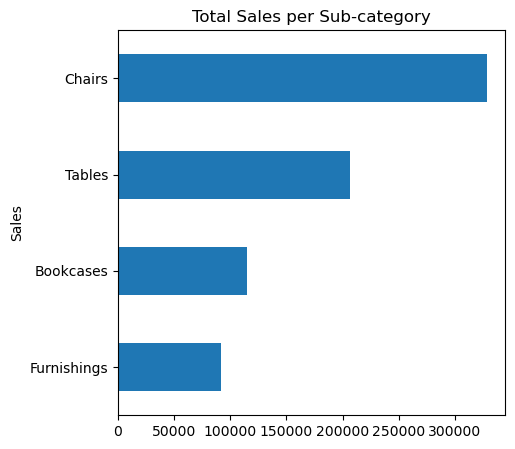 Total Sales per Sub-category
Chairs
Tables
Bookcases
Furnishings
Sales
0 50000 100000 150000 200000 250000 300000